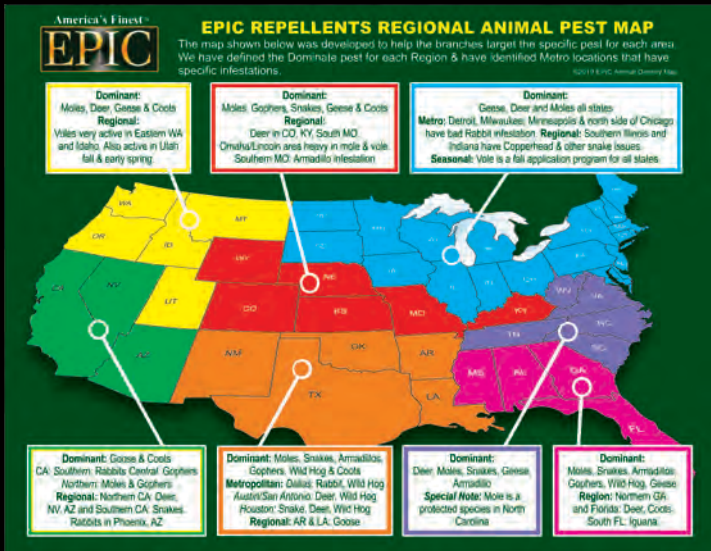 America's Finest™
EPIC
EPIC REPELLENTS REGIONAL ANIMAL PEST MAP
The map shown below was developed to help the branches target the specific pest for each area.
We have defined the Dominate pest for each Region & have identified Metro locations that have
specific infestations.
Dominant:
Moles, Deer, Geese & Coots
Regional:
Voles very active in Eastern WA
and Idaho. Also active in Utah
fall & early spring.
Dominant:
Moles, Gophers, Snakes, Geese & Coots
Regional:
Deer in CO, KY, South MO
Omaha/Lincoln area heavy in mole & vole
Southern MO: Armadillo infestation
Dominant:
Geese, Deer and Moles all states
Metro: Detroit, Milwaukee, Minneapolis & north side of Chicago
have bad Rabbit infestation. Regional: Southern Illinois and
Indiana have Copperhead & other snake issues
Seasonal: Vole is a fall application program for all states
WA
MT
OR
ID
WY
NE
NV
CA
UT
CO
KS
MO
KY
WV
TN
NC
SC
NM
OK
AR
TX
LA
MS
GA
FL
Dominant: Goose & Coots
CA: Southern: Rabbits Central: Gophers
Northern: Moles & Gophers
Regional: Northern CA: Deer,
NV, AZ and Southern CA: Snakes
Rabbits in Phoenix, AZ
Dominant: Moles, Snakes, Armadillos,
Gophers, Wild Hog & Coots
Metropolitan: Dallas: Rabbit, Wild Hog
Austin/San Antonio: Deer, Wild Hog
Houston: Snake, Deer, Wild Hog
Regional: AR & LA: Goose
Dominant:
Deer, Moles, Snakes, Geese,
Armadillo
Special Note: Mole is a
protected species in North
Carolina
Dominant:
Moles, Snakes, Armadillos
Gophers, Wild Hog, Geese
Region: Northern GA
and Florida: Deer, Coots
South FL: Iguana